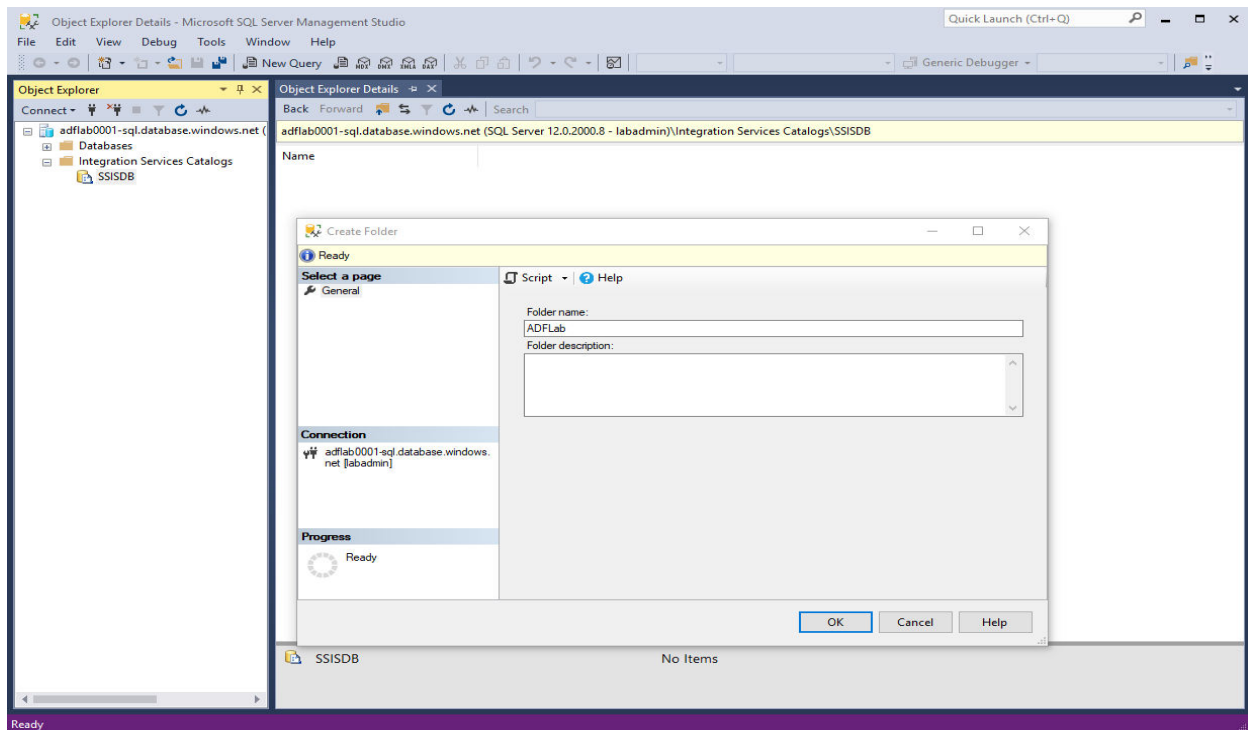 Object Explorer Details - Microsoft SQL Server Management Studio
Quick Launch (Ctrl+Q)
File Edit View Debug Tools Window Help
New Query MDX DMX XMLA DAX
Generic Debugger
Object Explorer
Connect
adflab0001-sql.database.windows.net (
Databases
Integration Services Catalogs
SSISDB
Object Explorer Details
Back Forward Search
adflab0001-sql.database.windows.net (SQL Server 12.0.2000.8 - labadmin)\Integration Services Catalogs\SSISDB
Name
Create Folder
Ready
Select a page
General
Script Help
Folder name:
ADFLab
Folder description:
Connection
adflab0001-sql.database.windows.
net [labadmin]
Progress
Ready
OK Cancel Help
SSISDB No Items
Ready